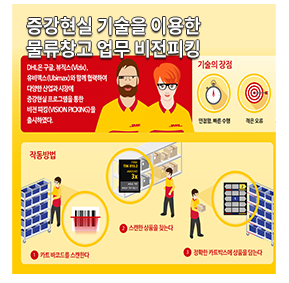 증강현실 기술을 이용한
물류창고 업무 비전피킹
DHL은 구글, 뷰직스(Vizix),
유비맥스(Ubimax)와 함께 협력하여
다양한 산업과 시장에
증강현실 프로그램을 통한
비전 피킹(VISION PICKING)을
출시하였다.
기술의 장점
안정함, 빠른 수행
적은 오류
작동방법
3x
1 카트 바코드를 스캔한다
2 스캔한 상품을 찾는다
3 정확한 카트박스에 상품을 담는다